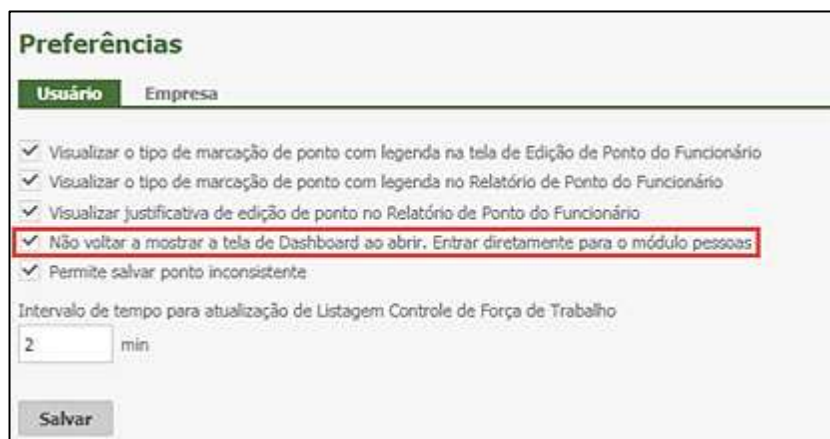 Preferências
Usuário Empresa
Visualizar o tipo de marcação de ponto com legenda na tela de Edição de Ponto do Funcionário
Visualizar o tipo de marcação de ponto com legenda no Relatório de Ponto do Funcionário
Visualizar justificativa de edição de ponto no Relatório de Ponto do Funcionário
Não voltar a mostrar a tela de Dashboard ao abrir. Entrar diretamente para o módulo pessoas
Permite salvar ponto inconsistente
Intervalo de tempo para atualização de Listagem Controle de Força de Trabalho
2 min
Salvar